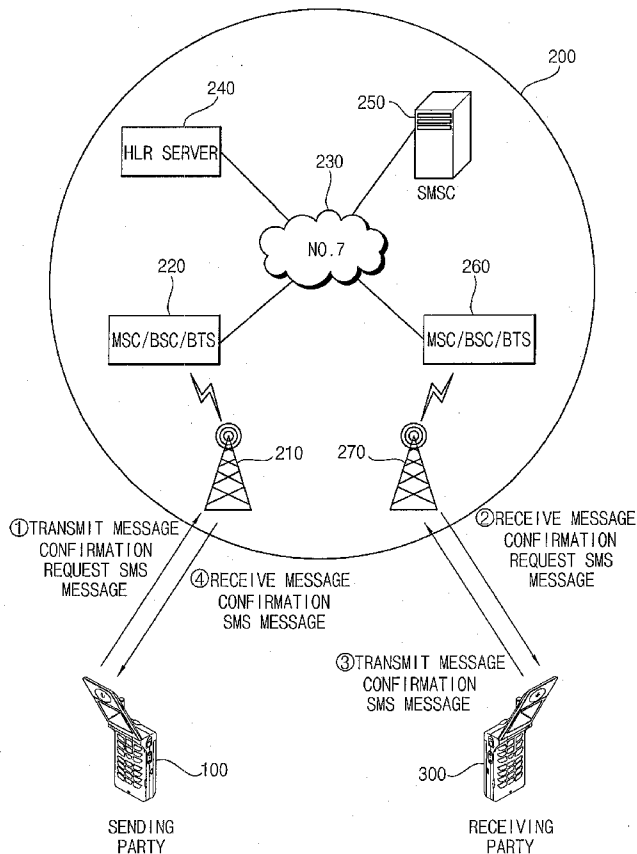 200
240
250
HLR SERVER
230
SMSC
NO.7
220
260
MSC/BSC/BTS
MSC/BSC/BTS
210
270
①TRANSMIT MESSAGE
CONFIRMATION
REQUEST SMS
MESSAGE
②RECEIVE MESSAGE
CONFIRMATION
REQUEST SMS
MESSAGE
④RECEIVE MESSAGE
CONFIRMATION
SMS MESSAGE
③TRANSMIT MESSAGE
CONFIRMATION
SMS MESSAGE
100
300
SENDING
PARTY
RECEIVING
PARTY